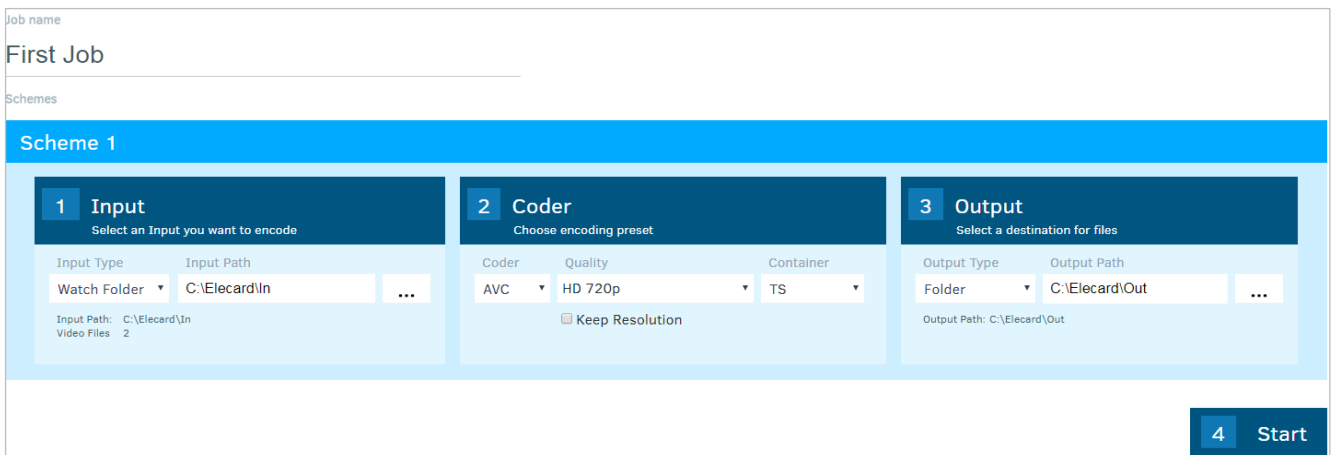 Job name
First Job
Schemes
Scheme 1
1 Input
Select an Input you want to encode
Input Type Input Path
Watch Folder C:\Elecard\In ...
Input Path: C:\Elecard\In
Video Files 2
2 Coder
Choose encoding preset
Coder Quality Container
AVC HD 720p TS
Keep Resolution
3 Output
Select a destination for files
Output Type Output Path
Folder C:\Elecard\Out ...
Output Path: C:\Elecard\Out
4 Start